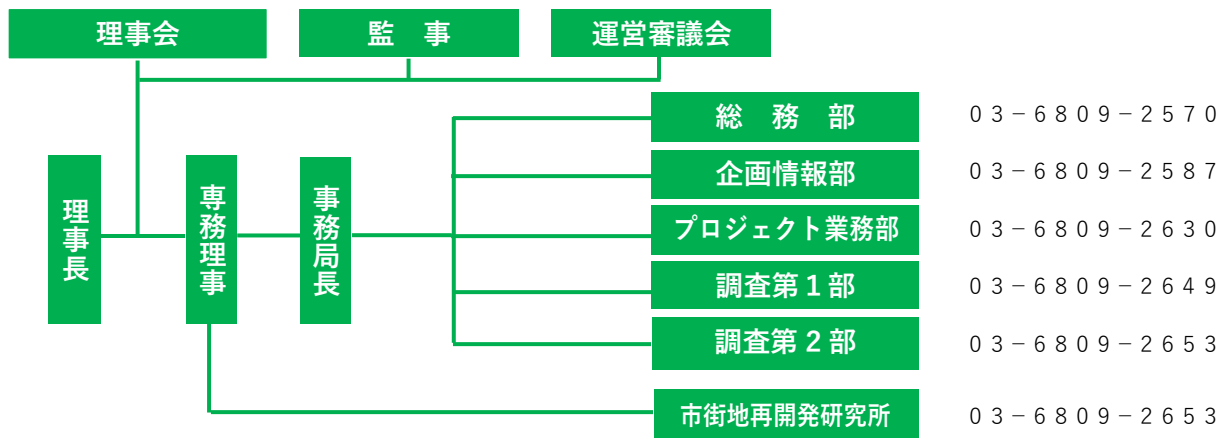 理事会
監　事
運営審議会
総　務　部
０３－６８０９－２５７０
企画情報部
０３－６８０９－２５８７
プロジェクト業務部
０３－６８０９－２６３０
調査第１部
０３－６８０９－２６４９
調査第２部
０３－６８０９－２６５３
市街地再開発研究所
０３－６８０９－２６５３
理事長
専務理事
事務局長